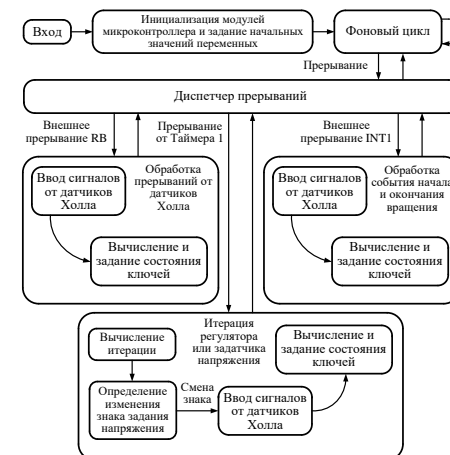 Вход
Инициализация модулей
микроконтроллера и задание начальных
значений переменных
Фоновый цикл
Прерывание
Диспетчер прерываний
Внешнее
прерывание RB
Прерывание
от Таймера 1
Внешнее
прерывание INT1
Ввод сигналов
от датчиков
Холла
Обработка
прерываний от
датчиков
Холла
Вычисление и
задание состояния
ключей
Ввод сигналов
от датчиков
Холла
Обработка
события начала
и окончания
вращения
Вычисление и
задание состояния
ключей
Вычисление
итерации
Итерация
регулятора
или задатчика
напряжения
Вычисление и
задание состояния
ключей
Определение
изменения
знака задания
напряжения
Смена
знака
Ввод сигналов
от датчиков
Холла